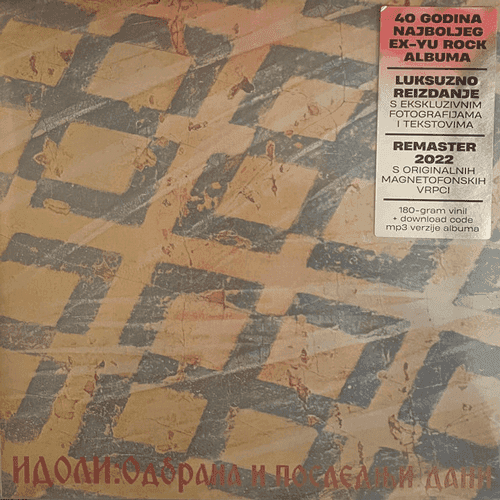 40 GODINA
NAJBOLJEG
EX-YU ROCK
ALBUMA
LUKSUZNO
REIZDANJE
S EKSKLUZIVNIM
FOTOGRAFIJAMA
I TEKSTOVIMA
REMASTER
2022
S ORIGINALNIH
MAGNETOFONSKIH
VRPCI
180-gram vinil
+ download code
mp3 verzije albuma
ИДОЛИ: Одбрана и последњи дани